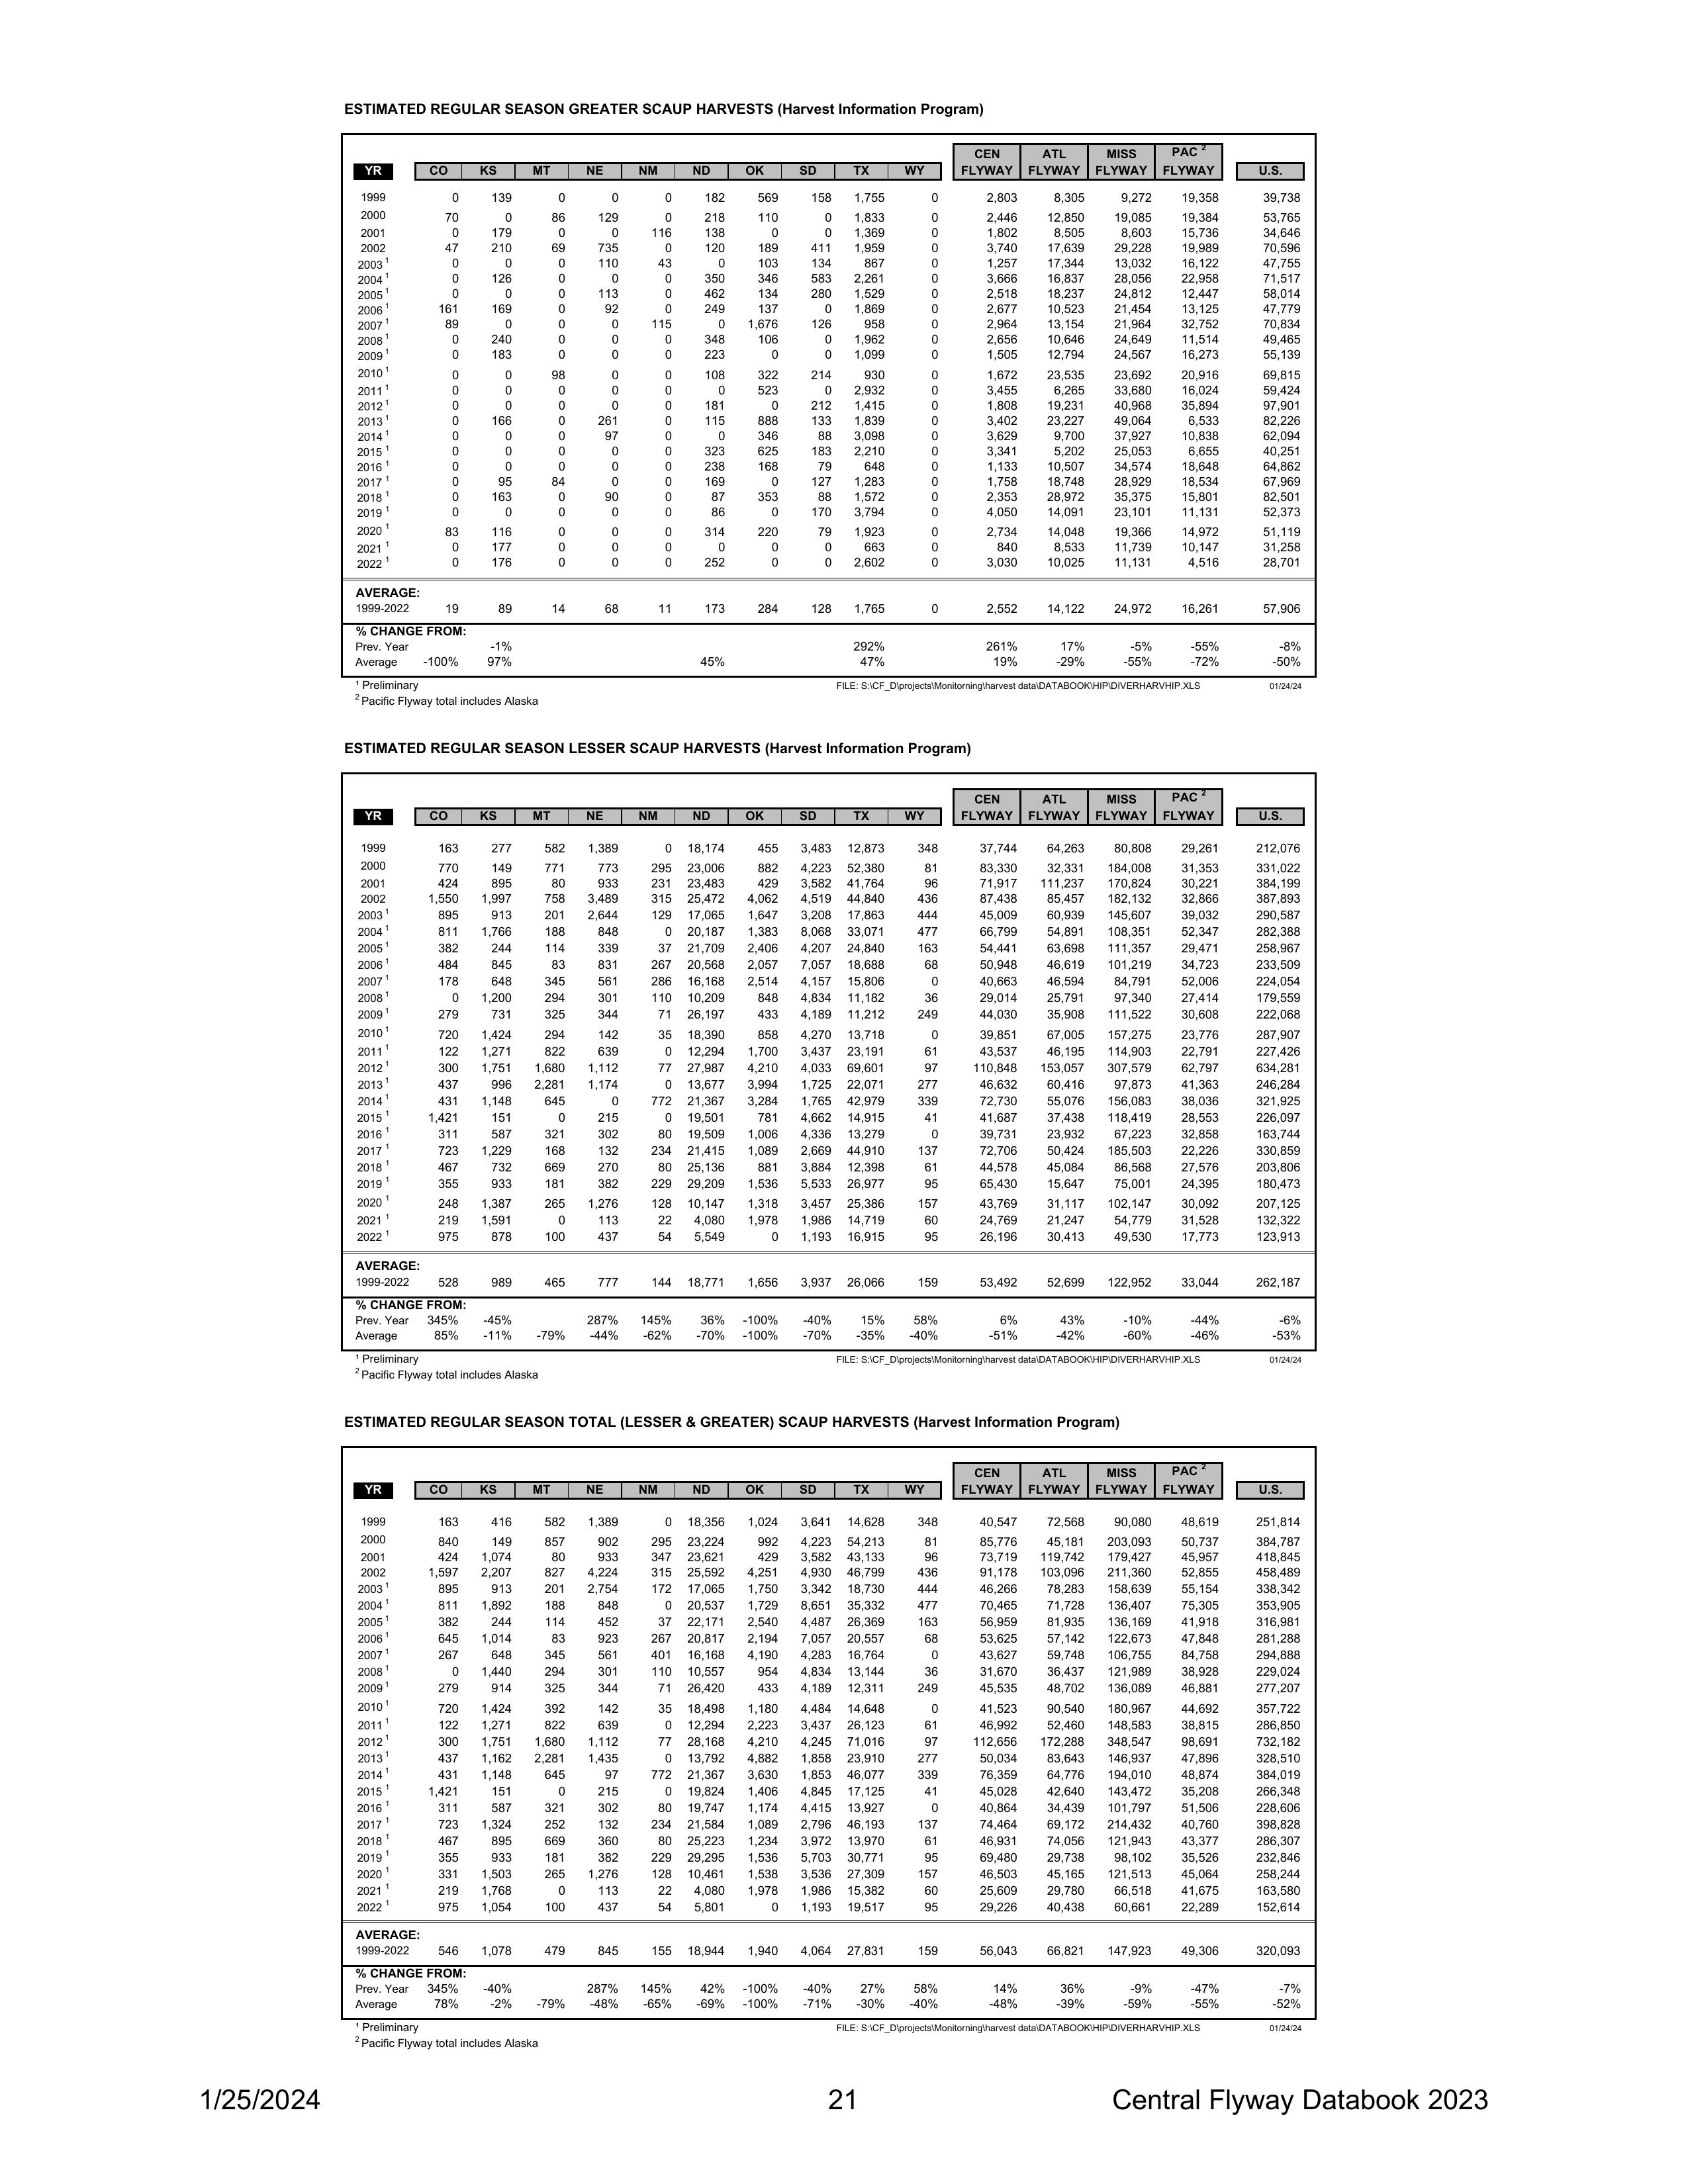 ESTIMATED REGULAR SEASON GREATER SCAUP HARVESTS (Harvest Information Program)
CEN ATL MISS PAC 2
YR CO KS MT NE NM ND OK SD TX WY FLYWAY FLYWAY FLYWAY FLYWAY U.S.
1999 0 139 0 0 0 182 569 158 1,755 0 2,803 8,305 9,272 19,358 39,738
2000 70 0 86 129 0 218 110 0 1,833 0 2,446 12,850 19,085 19,384 53,765
2001 0 179 0 0 116 138 0 0 1,369 0 1,802 8,505 8,603 15,736 34,646
2002 47 210 69 735 0 120 189 411 1,959 0 3,740 17,639 29,228 19,989 70,596
2003 1 0 0 0 110 43 0 103 134 867 0 1,257 17,344 13,032 16,122 47,755
2004 1 0 126 0 0 0 350 346 583 2,261 0 3,666 16,837 28,056 22,958 71,517
2005 1 0 0 0 113 0 462 134 280 1,529 0 2,518 18,237 24,812 12,447 58,014
2006 1 161 169 0 92 0 249 137 0 1,869 0 2,677 10,523 21,454 13,125 47,779
2007 1 89 0 0 0 115 0 1,676 126 958 0 2,964 13,154 21,964 32,752 70,834
2008 1 0 240 0 0 0 348 106 0 1,962 0 2,656 10,646 24,649 11,514 49,465
2009 1 0 183 0 0 0 223 0 0 1,099 0 1,505 12,794 24,567 16,273 55,139
2010 1 0 0 98 0 0 108 322 214 930 0 1,672 23,535 23,692 20,916 69,815
2011 1 0 0 0 0 0 0 523 0 2,932 0 3,455 6,265 33,680 16,024 59,424
2012 1 0 0 0 0 0 181 0 212 1,415 0 1,808 19,231 40,968 35,894 97,901
2013 1 0 166 0 261 0 115 888 133 1,839 0 3,402 23,227 49,064 6,533 82,226
2014 1 0 0 0 97 0 0 346 88 3,098 0 3,629 9,700 37,927 10,838 62,094
2015 1 0 0 0 0 0 323 625 183 2,210 0 3,341 5,202 25,053 6,655 40,251
2016 1 0 0 0 0 0 238 168 79 648 0 1,133 10,507 34,574 18,648 64,862
2017 1 0 95 84 0 0 169 0 127 1,283 0 1,758 18,748 28,929 18,534 67,969
2018 1 0 163 0 90 0 87 353 88 1,572 0 2,353 28,972 35,375 15,801 82,501
2019 1 0 0 0 0 0 86 0 170 3,794 0 4,050 14,091 23,101 11,131 52,373
2020 1 83 116 0 0 0 314 220 79 1,923 0 2,734 14,048 19,366 14,972 51,119
2021 1 0 177 0 0 0 0 0 0 663 0 840 8,533 11,739 10,147 31,258
2022 1 0 176 0 0 0 252 0 0 2,602 0 3,030 10,025 11,131 4,516 28,701
AVERAGE:
1999-2022 19 89 14 68 11 173 284 128 1,765 0 2,552 14,122 24,972 16,261 57,906
% CHANGE FROM:
Prev. Year -1% 292% 261% 17% -5% -55% -8%
Average -100% 97% 45% 47% 19% -29% -55% -72% -50%
1 Preliminary FILE: S:\CF_D\projects\Monitorning\harvest data\DATABOOK\HIP\DIVERHARVHIP.XLS 01/24/24
2 Pacific Flyway total includes Alaska
ESTIMATED REGULAR SEASON LESSER SCAUP HARVESTS (Harvest Information Program)
CEN ATL MISS PAC 2
YR CO KS MT NE NM ND OK SD TX WY FLYWAY FLYWAY FLYWAY FLYWAY U.S.
1999 163 277 582 1,389 0 18,174 455 3,483 12,873 348 37,744 64,263 80,808 29,261 212,076
2000 770 149 771 773 295 23,006 882 4,223 52,380 81 83,330 32,331 184,008 31,353 331,022
2001 424 895 80 933 231 23,483 429 3,582 41,764 96 71,917 111,237 170,824 30,221 384,199
2002 1,550 1,997 758 3,489 315 25,472 4,062 4,519 44,840 436 87,438 85,457 182,132 32,866 387,893
2003 1 895 913 201 2,644 129 17,065 1,647 3,208 17,863 444 45,009 60,939 145,607 39,032 290,587
2004 1 811 1,766 188 848 0 20,187 1,383 8,068 33,071 477 66,799 54,891 108,351 52,347 282,388
2005 1 382 244 114 339 37 21,709 2,406 4,207 24,840 163 54,441 63,698 111,357 29,471 258,967
2006 1 484 845 83 831 267 20,568 2,057 7,057 18,688 68 50,948 46,619 101,219 34,723 233,509
2007 1 178 648 345 561 286 16,168 2,514 4,157 15,806 0 40,663 46,594 84,791 52,006 224,054
2008 1 0 1,200 294 301 110 10,209 848 4,834 11,182 36 29,014 25,791 97,340 27,414 179,559
2009 1 279 731 325 344 71 26,197 433 4,189 11,212 249 44,030 35,908 111,522 30,608 222,068
2010 1 720 1,424 294 142 35 18,390 858 4,270 13,718 0 39,851 67,005 157,275 23,776 287,907
2011 1 122 1,271 822 639 0 12,294 1,700 3,437 23,191 61 43,537 46,195 114,903 22,791 227,426
2012 1 300 1,751 1,680 1,112 77 27,987 4,210 4,033 69,601 97 110,848 153,057 307,579 62,797 634,281
2013 1 437 996 2,281 1,174 0 13,677 3,994 1,725 22,071 277 46,632 60,416 97,873 41,363 246,284
2014 1 431 1,148 645 0 772 21,367 3,284 1,765 42,979 339 72,730 55,076 156,083 38,036 321,925
2015 1 1,421 151 0 215 0 19,501 781 4,662 14,915 41 41,687 37,438 118,419 28,553 226,097
2016 1 311 587 321 302 80 19,509 1,006 4,336 13,279 0 39,731 23,932 67,223 32,858 163,744
2017 1 723 1,229 168 132 234 21,415 1,089 2,669 44,910 137 72,706 50,424 185,503 22,226 330,859
2018 1 467 732 669 270 80 25,136 881 3,884 12,398 61 44,578 45,084 86,568 27,576 203,806
2019 1 355 933 181 382 229 29,209 1,536 5,533 26,977 95 65,430 15,647 75,001 24,395 180,473
2020 1 248 1,387 265 1,276 128 10,147 1,318 3,457 25,386 157 43,769 31,117 102,147 30,092 207,125
2021 1 219 1,591 0 113 22 4,080 1,978 1,986 14,719 60 24,769 21,247 54,779 31,528 132,322
2022 1 975 878 100 437 54 5,549 0 1,193 16,915 95 26,196 30,413 49,530 17,773 123,913
AVERAGE:
1999-2022 528 989 465 777 144 18,771 1,656 3,937 26,066 159 53,492 52,699 122,952 33,044 262,187
% CHANGE FROM:
Prev. Year 345% -45% 287% 145% 36% -100% -40% 15% 58% 6% 43% -10% -44% -6%
Average 85% -11% -79% -44% -62% -70% -100% -70% -35% -40% -51% -42% -60% -46% -53%
1 Preliminary FILE: S:\CF_D\projects\Monitorning\harvest data\DATABOOK\HIP\DIVERHARVHIP.XLS 01/24/24
2 Pacific Flyway total includes Alaska
ESTIMATED REGULAR SEASON TOTAL (LESSER & GREATER) SCAUP HARVESTS (Harvest Information Program)
CEN ATL MISS PAC 2
YR CO KS MT NE NM ND OK SD TX WY FLYWAY FLYWAY FLYWAY FLYWAY U.S.
1999 163 416 582 1,389 0 18,356 1,024 3,641 14,628 348 40,547 72,568 90,080 48,619 251,814
2000 840 149 857 902 295 23,224 992 4,223 54,213 81 85,776 45,181 203,093 50,737 384,787
2001 424 1,074 80 933 347 23,621 429 3,582 43,133 96 73,719 119,742 179,427 45,957 418,845
2002 1,597 2,207 827 4,224 315 25,592 4,251 4,930 46,799 436 91,178 103,096 211,360 52,855 458,489
2003 1 895 913 201 2,754 172 17,065 1,750 3,342 18,730 444 46,266 78,283 158,639 55,154 338,342
2004 1 811 1,892 188 848 0 20,537 1,729 8,651 35,332 477 70,465 71,728 136,407 75,305 353,905
2005 1 382 244 114 452 37 22,171 2,540 4,487 26,369 163 56,959 81,935 136,169 41,918 316,981
2006 1 645 1,014 83 923 267 20,817 2,194 7,057 20,557 68 53,625 57,142 122,673 47,848 281,288
2007 1 267 648 345 561 401 16,168 4,190 4,283 16,764 0 43,627 59,748 106,755 84,758 294,888
2008 1 0 1,440 294 301 110 10,557 954 4,834 13,144 36 31,670 36,437 121,989 38,928 229,024
2009 1 279 914 325 344 71 26,420 433 4,189 12,311 249 45,535 48,702 136,089 46,881 277,207
2010 1 720 1,424 392 142 35 18,498 1,180 4,484 14,648 0 41,523 90,540 180,967 44,692 357,722
2011 1 122 1,271 822 639 0 12,294 2,223 3,437 26,123 61 46,992 52,460 148,583 38,815 286,850
2012 1 300 1,751 1,680 1,112 77 28,168 4,210 4,245 71,016 97 112,656 172,288 348,547 98,691 732,182
2013 1 437 1,162 2,281 1,435 0 13,792 4,882 1,858 23,910 277 50,034 83,643 146,937 47,896 328,510
2014 1 431 1,148 645 97 772 21,367 3,630 1,853 46,077 339 76,359 64,776 194,010 48,874 384,019
2015 1 1,421 151 0 215 0 19,824 1,406 4,845 17,125 41 45,028 42,640 143,472 35,208 266,348
2016 1 311 587 321 302 80 19,747 1,174 4,415 13,927 0 40,864 34,439 101,797 51,506 228,606
2017 1 723 1,324 252 132 234 21,584 1,089 2,796 46,193 137 74,464 69,172 214,432 40,760 398,828
2018 1 467 895 669 360 80 25,223 1,234 3,972 13,970 61 46,931 74,056 121,943 43,377 286,307
2019 1 355 933 181 382 229 29,295 1,536 5,703 30,771 95 69,480 29,738 98,102 35,526 232,846
2020 1 331 1,503 265 1,276 128 10,461 1,538 3,536 27,309 157 46,503 45,165 121,513 45,064 258,244
2021 1 219 1,768 0 113 22 4,080 1,978 1,986 15,382 60 25,609 29,780 66,518 41,675 163,580
2022 1 975 1,054 100 437 54 5,801 0 1,193 19,517 95 29,226 40,438 60,661 22,289 152,614
AVERAGE:
1999-2022 546 1,078 479 845 155 18,944 1,940 4,064 27,831 159 56,043 66,821 147,923 49,306 320,093
% CHANGE FROM:
Prev. Year 345% -40% 287% 145% 42% -100% -40% 27% 58% 14% 36% -9% -47% -7%
Average 78% -2% -79% -48% -65% -69% -100% -71% -30% -40% -48% -39% -59% -55% -52%
1 Preliminary FILE: S:\CF_D\projects\Monitorning\harvest data\DATABOOK\HIP\DIVERHARVHIP.XLS 01/24/24
2 Pacific Flyway total includes Alaska
1/25/2024 21 Central Flyway Databook 2023